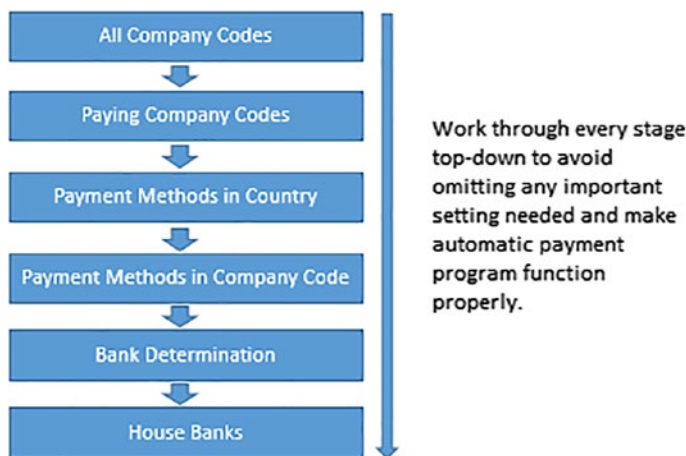 All Company Codes
Paying Company Codes
Payment Methods in Country
Payment Methods in Company Code
Bank Determination
House Banks
Work through every stage
top-down to avoid
omitting any important
setting needed and make
automatic payment
program function
properly.